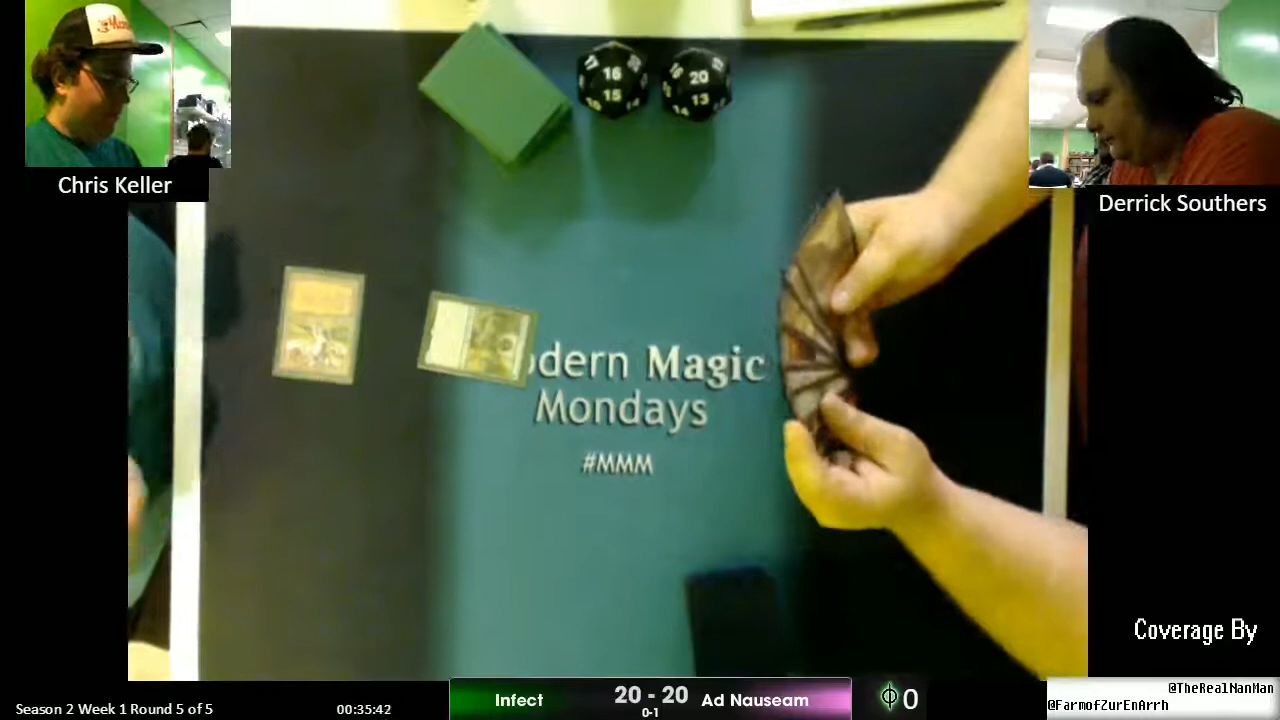 Chris Keller
Derrick Southers
16
15
20
13
Modern Magic
Mondays
#MMM
Coverage By
@TheRealNanMan
@FarmofZurEnArrh
Season 2 Week 1 Round 5 of 5
00:35:42
Infect
20 - 20
0-1
Ad Nauseam
0